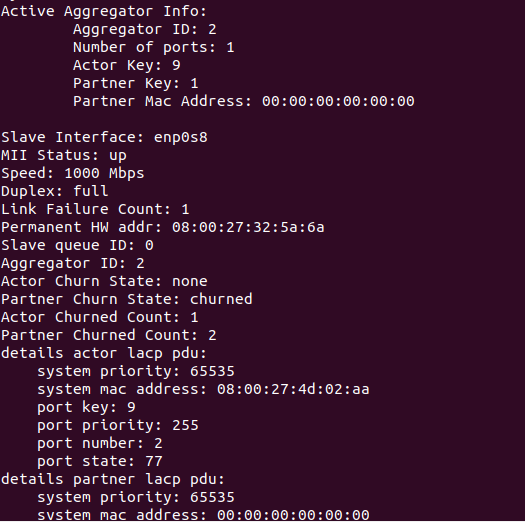 Active Aggregator Info:
Aggregator ID: 2
Number of ports: 1
Actor Key: 9
Partner Key: 1
Partner Mac Address: 00:00:00:00:00:00
Slave Interface: enp0s8
MII Status: up
Speed: 1000 Mbps
Duplex: full
Link Failure Count: 1
Permanent HW addr: 08:00:27:32:5a:6a
Slave queue ID: 0
Aggregator ID: 2
Actor Churn State: none
Partner Churn State: churned
Actor Churned Count: 1
Partner Churned Count: 2
details actor lacp pdu:
system priority: 65535
system mac address: 08:00:27:4d:02:aa
port key: 9
port priority: 255
port number: 2
port state: 77
details partner lacp pdu:
system priority: 65535
system mac address: 00:00:00:00:00:00